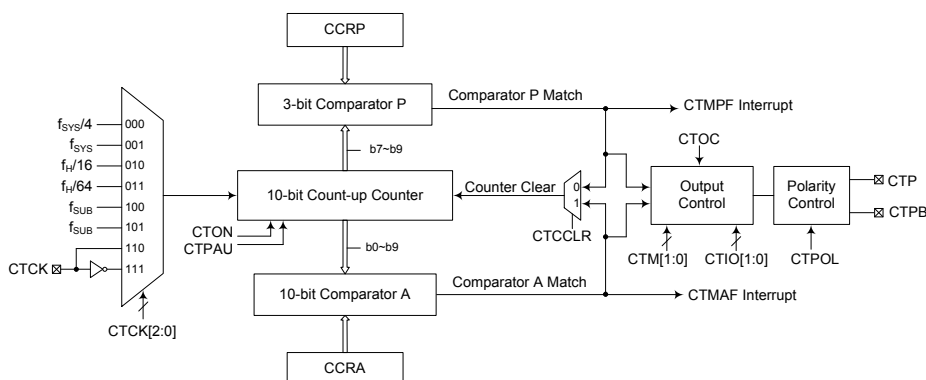 CCRP
3-bit Comparator P
Comparator P Match
CTMPF Interrupt
b7~b9
fSYS/4 000
fSYS 001
fH/16 010
fH/64 011
fSUB 100
fSUB 101
110
CTCK 111
CTCK[2:0]
10-bit Count-up Counter
CTON
CTPAU
Counter Clear
0
1
CTCCLR
CTOC
Output
Control
CTM[1:0]
CTIO[1:0]
Polarity
Control
CTPOL
CTP
CTPB
b0~b9
10-bit Comparator A
Comparator A Match
CTMAF Interrupt
CCRA